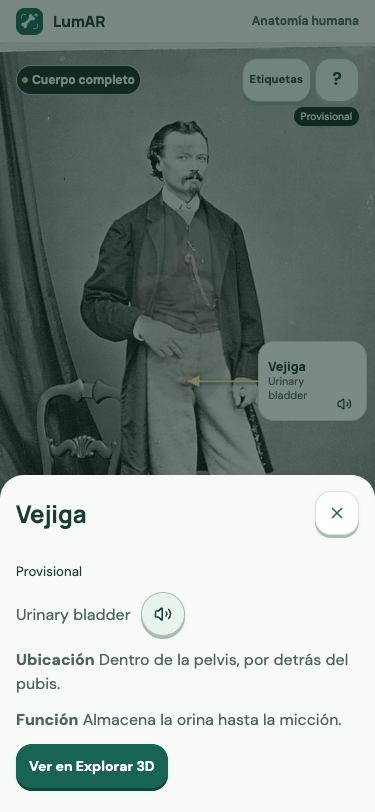 LumAR
Anatomía humana
Cuerpo completo
Etiquetas
?
Provisional
Vejiga
Urinary
bladder
Vejiga
Provisional
Urinary bladder
Ubicación Dentro de la pelvis, por detrás del
pubis.
Función Almacena la orina hasta la micción.
Ver en Explorar 3D